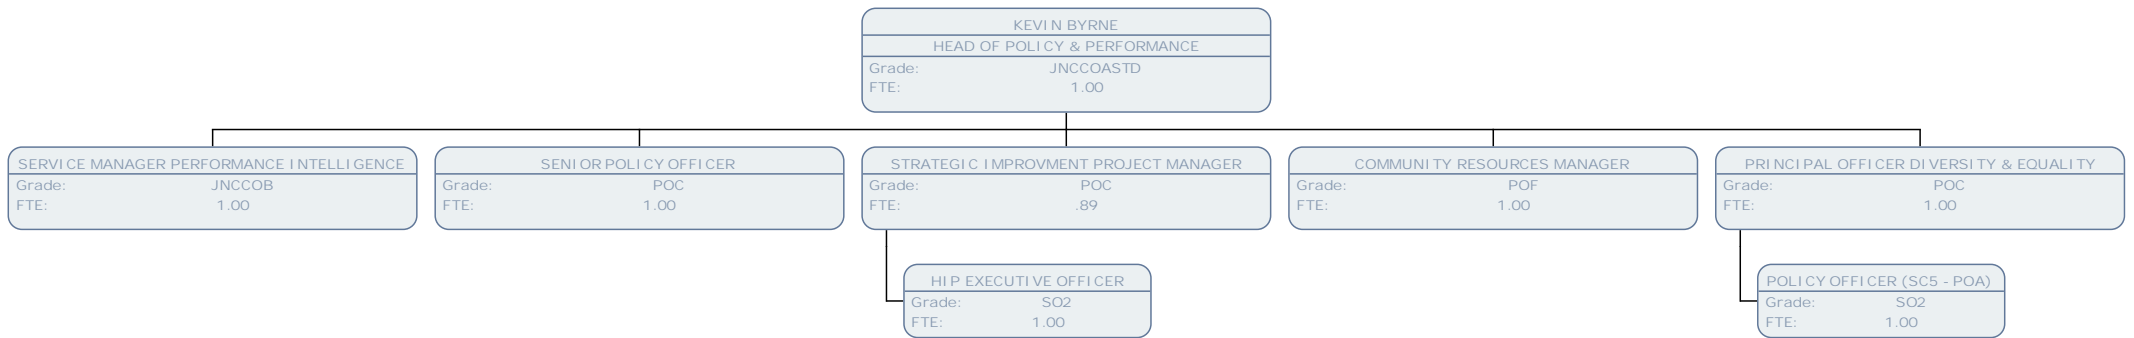 KEVIN BYRNE
HEAD OF POLICY & PERFORMANCE
Grade: JNCCOASTD
FTE: 1.00
SERVICE MANAGER PERFORMANCE INTELLIGENCE
Grade: JNCCOB
FTE: 1.00
SENIOR POLICY OFFICER
Grade: POC
FTE: 1.00
STRATEGIC IMPROVMENT PROJECT MANAGER
Grade: POC
FTE: .89
COMMUNITY RESOURCES MANAGER
Grade: POF
FTE: 1.00
PRINCIPAL OFFICER DIVERSITY & EQUALITY
Grade: POC
FTE: 1.00
HIP EXECUTIVE OFFICER
Grade: SO2
FTE: 1.00
POLICY OFFICER (SC5 - POA)
Grade: SO2
FTE: 1.00